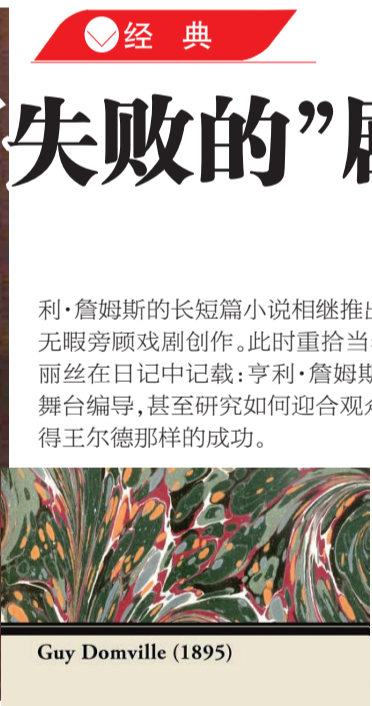 经 典
失败的”
利·詹姆斯的长短篇小说相继推
无暇旁顾戏剧创作。此时重拾当
丽丝在日记中记载:亨利·詹姆
舞台编导,甚至研究如何迎合观
得王尔德那样的成功。
Guy Domville (1895)